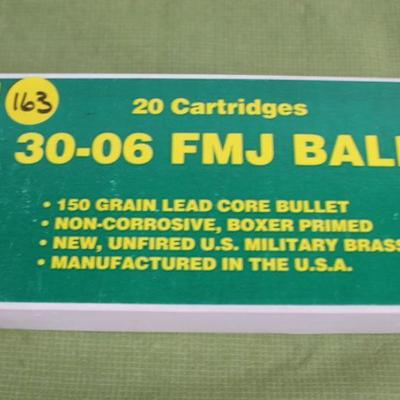 163
20 Cartridges
30-06 FMJ BALL
• 150 GRAIN LEAD CORE BULLET
• NON-CORROSIVE, BOXER PRIMED
• NEW, UNFIRED U.S. MILITARY BRASS
• MANUFACTURED IN THE U.S.A.